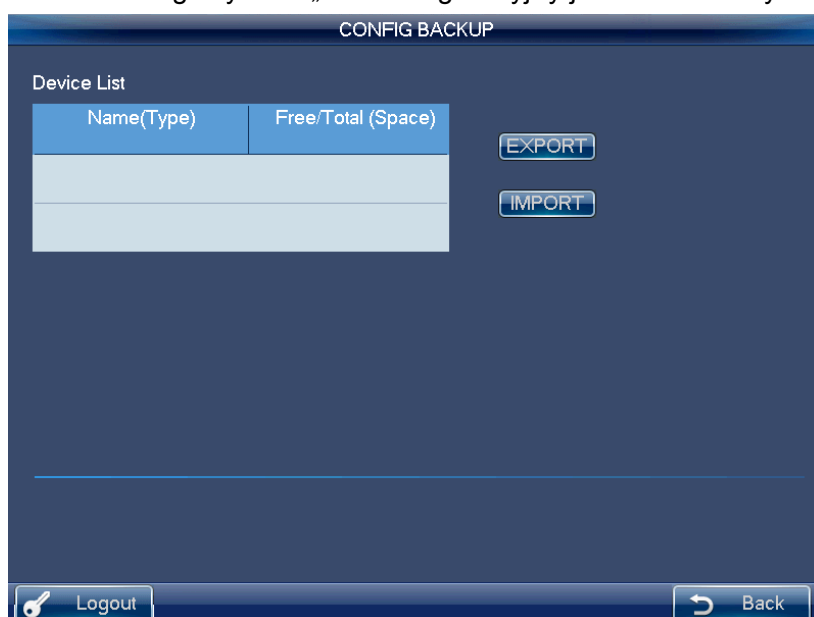 CONFIG BACKUP
Device List
Name(Type) Free/Total (Space)
EXPORT
IMPORT
Logout Back